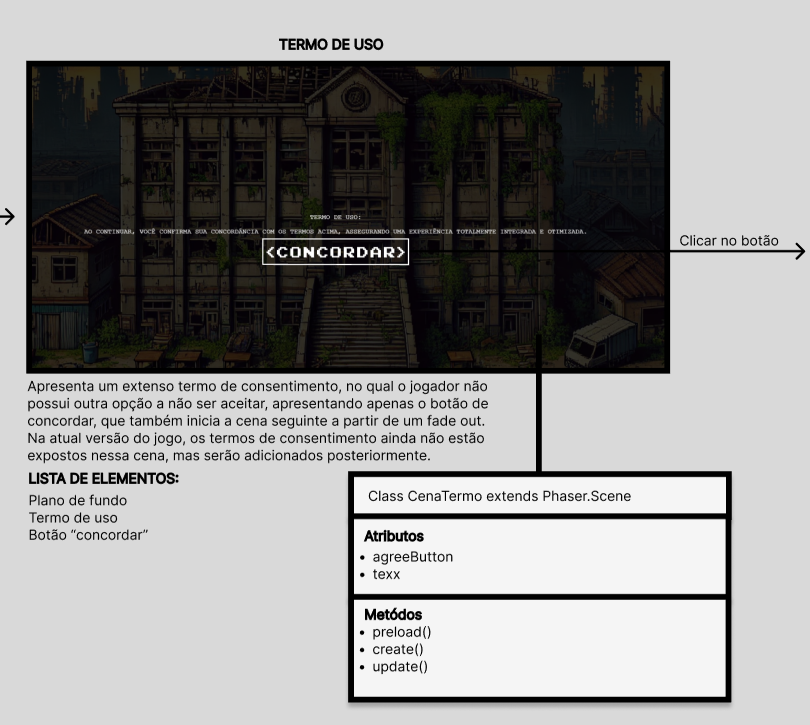 TERMO DE USO
TERMO DE USO:
AO CONTINUAR, VOCÊ CONFIRMA SUA CONCORDÂNCIA COM OS TERMOS ACIMA, ASSEGURANDO UMA EXPERIÊNCIA TOTALMENTE INTEGRADA E OTIMIZADA.
<CONCORDAR>
Clicar no botão
Apresenta um extenso termo de consentimento, no qual o jogador não
possui outra opção a não ser aceitar, apresentando apenas o botão de
concordar, que também inicia a cena seguinte a partir de um fade out.
Na atual versão do jogo, os termos de consentimento ainda não estão
expostos nessa cena, mas serão adicionados posteriormente.
LISTA DE ELEMENTOS:
Plano de fundo
Termo de uso
Botão “concordar”
Class CenaTermo extends Phaser.Scene
Atributos
• agreeButton
• texx
Metódos
• preload()
• create()
• update()